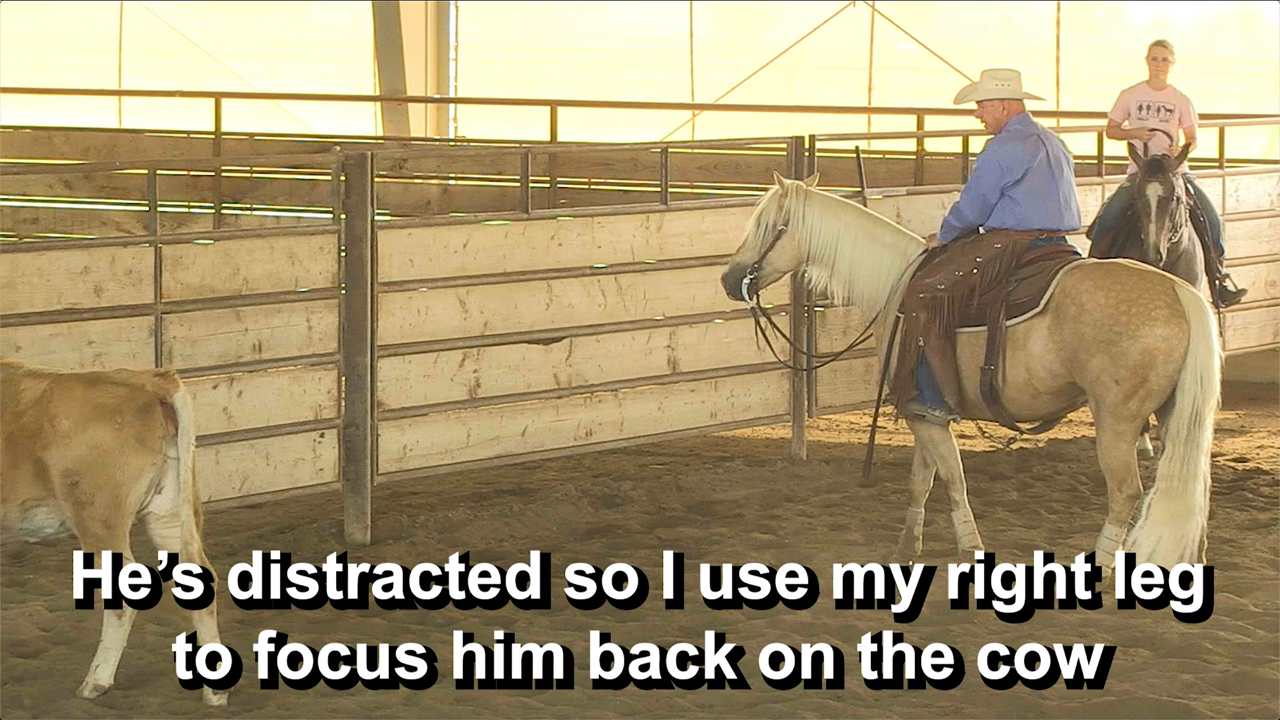 He’s distracted so I use my right leg
to focus him back on the cow